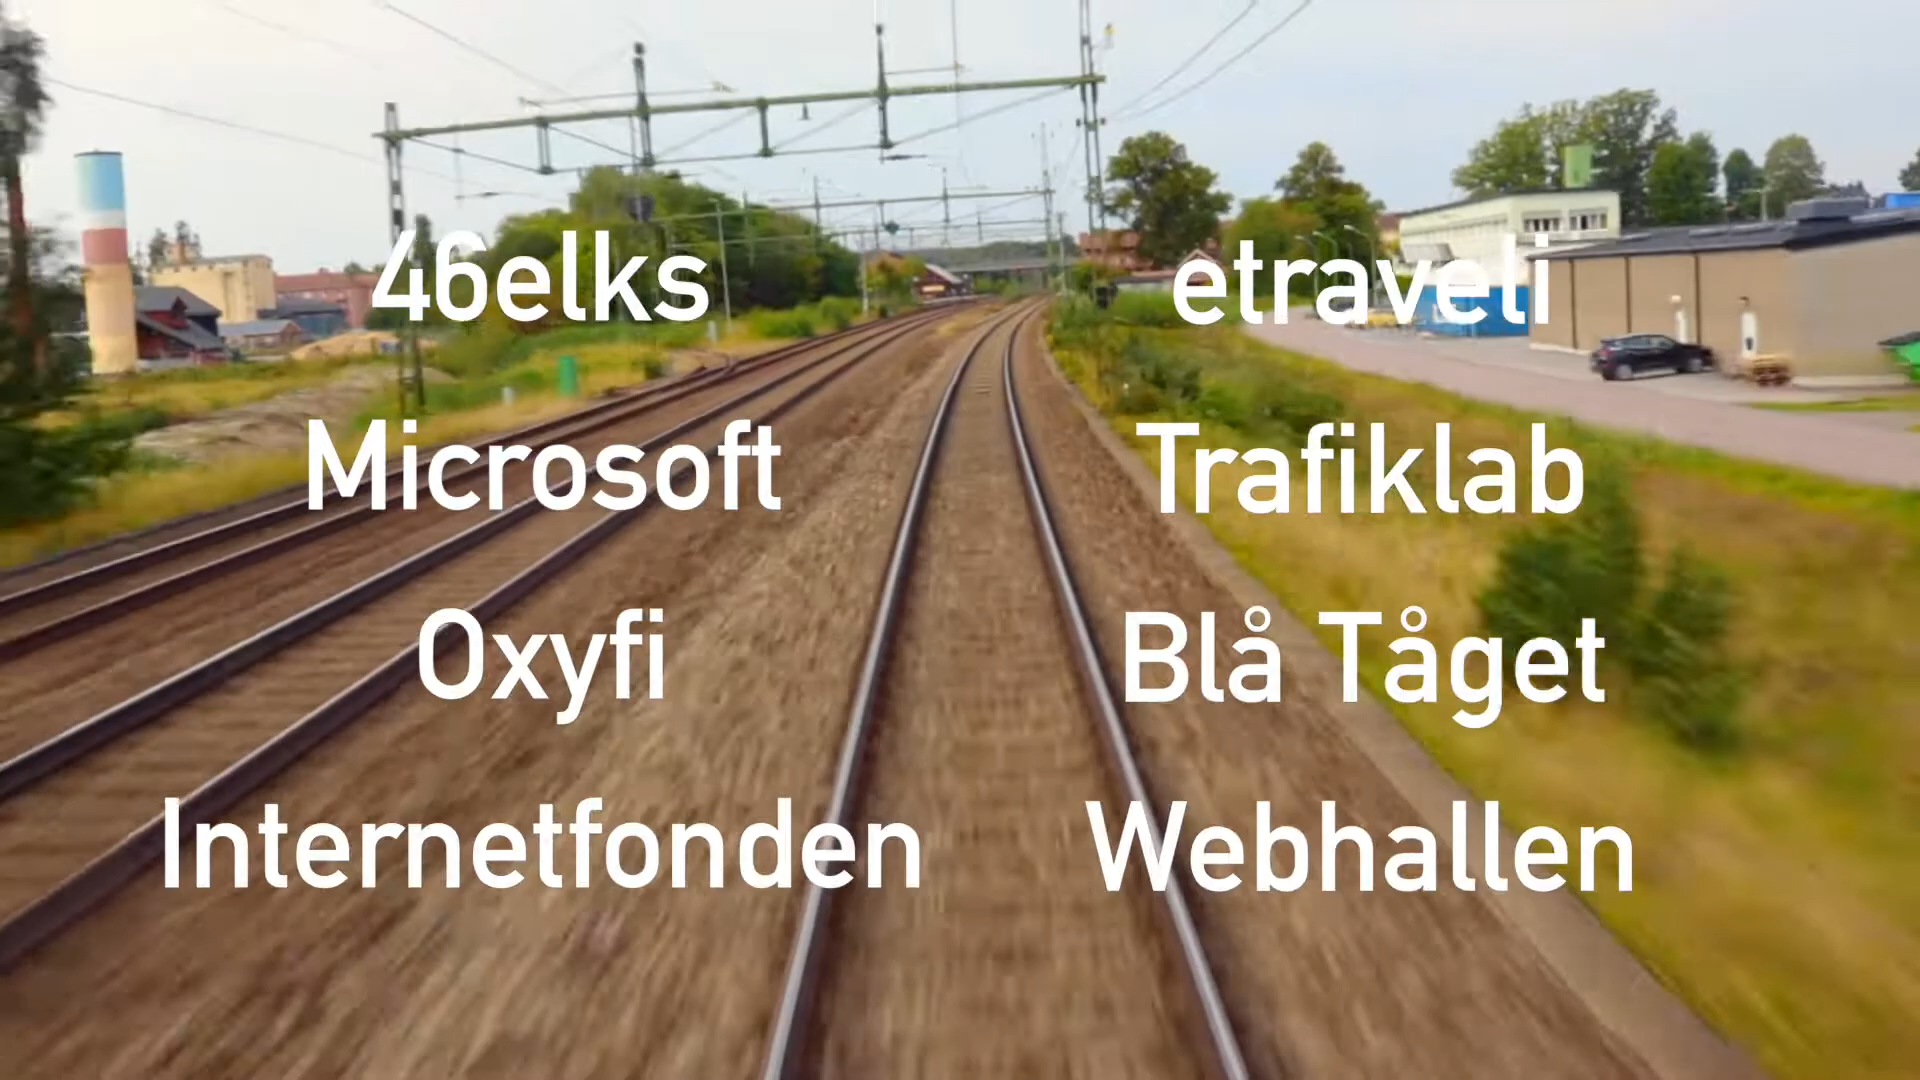 46elks
etraveli
Microsoft
Trafiklab
Oxyfi
Blå Tåget
Internetfonden
Webhallen